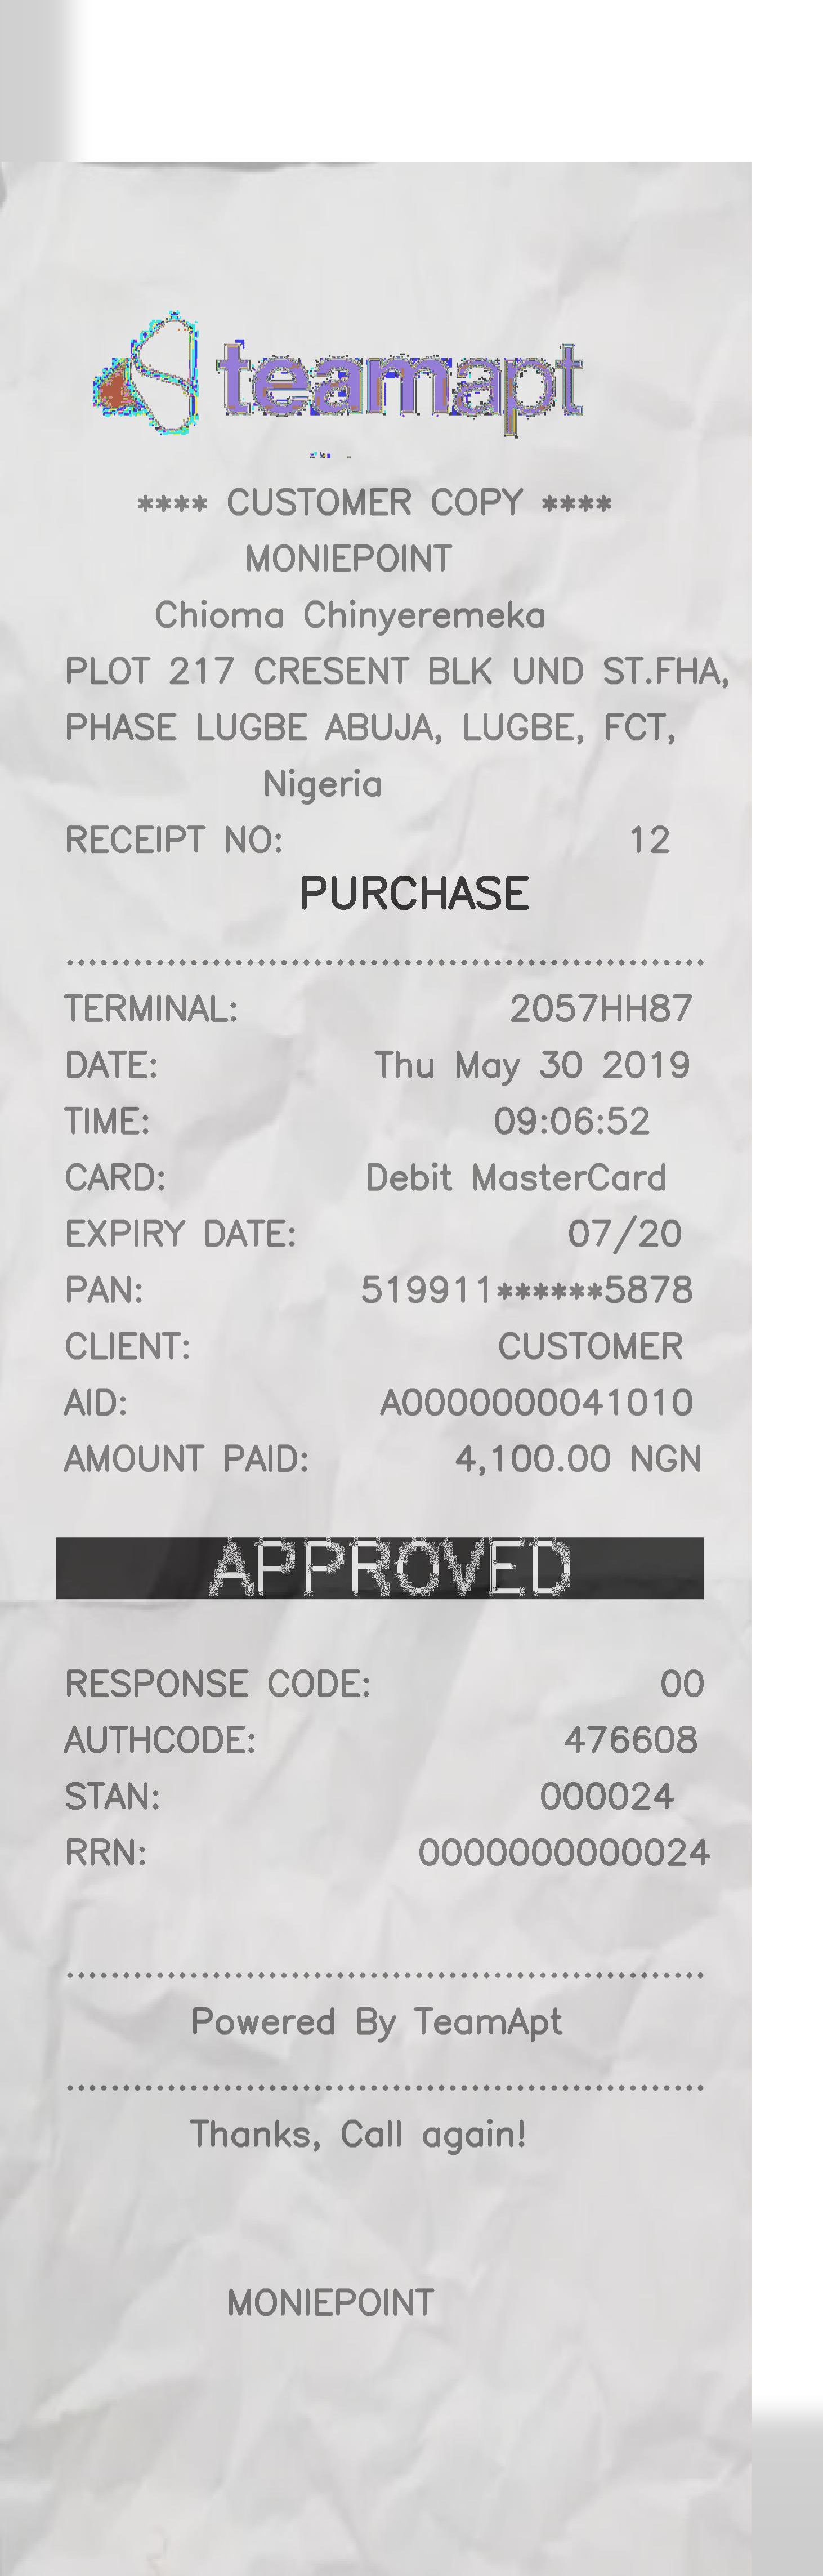 teamapt
**** CUSTOMER COPY ****
MONIEPOINT
Chioma Chinyeremeka
PLOT 217 CRESENT BLK UND ST.FHA,
PHASE LUGBE ABUJA, LUGBE, FCT,
Nigeria
RECEIPT NO: 12
PURCHASE
TERMINAL: 2057HH87
DATE: Thu May 30 2019
TIME: 09:06:52
CARD: Debit MasterCard
EXPIRY DATE: 07/20
PAN: 519911******5878
CLIENT: CUSTOMER
AID: A0000000041010
AMOUNT PAID: 4,100.00 NGN
APPROVED
RESPONSE CODE: 00
AUTHCODE: 476608
STAN: 000024
RRN: 0000000000024
Powered By TeamApt
Thanks, Call again!
MONIEPOINT